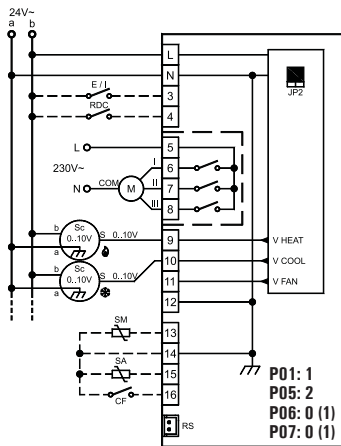 24V~
a b
L
N
E / I
3
RDC
4
JP2
L 5
230V~
I 6
N COM M II 7
III 8
b Sc 0..10V S 0..10V 9 V HEAT
a
b Sc 0..10V S 0..10V 10 V COOL
a
11 V FAN
12
SM 13
14
SA 15
CF 16
RS
P01: 1
P05: 2
P06: 0 (1)
P07: 0 (1)